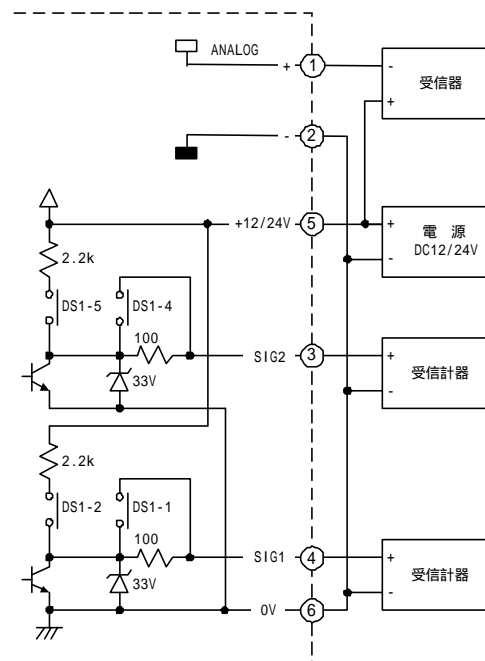 ANALOG
+ 1 -
受信器
+
- 2
+12/24V 5 +
電 源
DC12/24V
-
2.2k
DS1-5 DS1-4
100
SIG2 3 +
受信計器
33V
-
2.2k
DS1-2 DS1-1
100
SIG1 4 +
受信計器
33V
-
0V 6